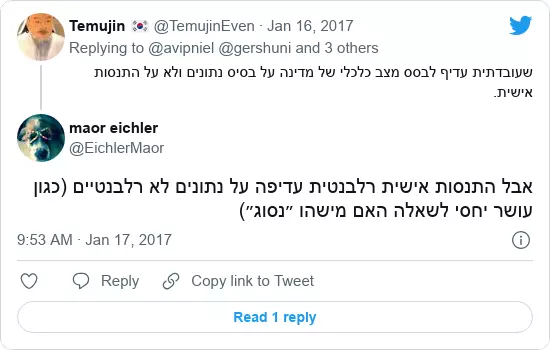 Temujin 🇰🇷 @TemujinEven · Jan 16, 2017
Replying to @avipniel @gershuni and 3 others
שעובדתית עדיף לבסס מצב כלכלי של מדינה על בסיס נתונים ולא על התנסות
אישית.
maor eichler
@EichlerMaor
אבל התנסות אישית רלבנטית עדיפה על נתונים לא רלבנטיים (כגון
עושר יחסי לשאלה האם מישהו ״נסוג״)
9:53 AM · Jan 17, 2017
Reply
Copy link to Tweet
Read 1 reply